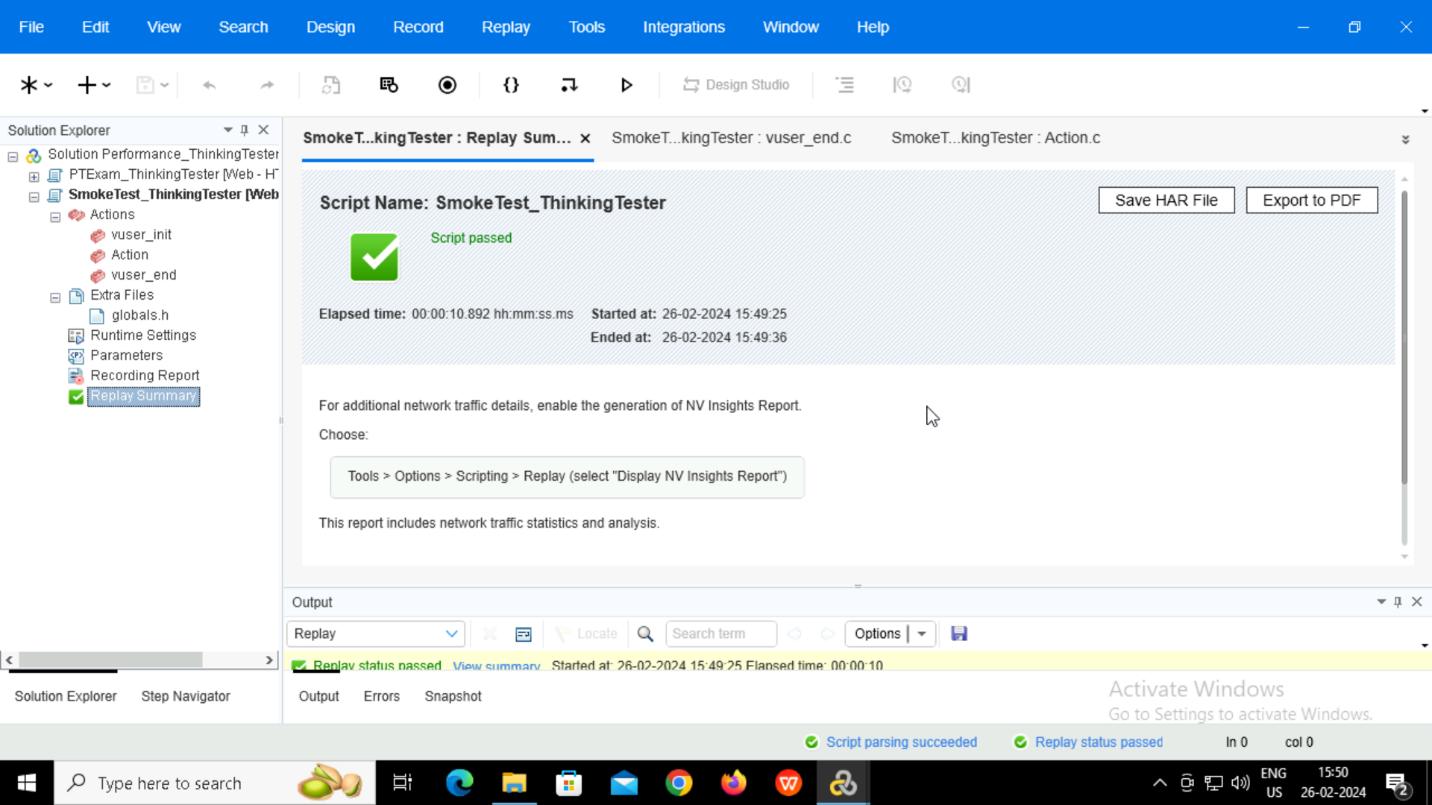 File Edit View Search Design Record Replay Tools Integrations Window Help
Design Studio
Solution Explorer
Solution Performance_ThinkingTester
PTExam_ThinkingTester [Web - HT
SmokeTest_ThinkingTester [Web
Actions
vuser_init
Action
vuser_end
Extra Files
globals.h
Runtime Settings
Parameters
Recording Report
Replay Summary
SmokeT...kingTester : Replay Sum... SmokeT...kingTester : vuser_end.c SmokeT...kingTester : Action.c
Script Name: SmokeTest_ThinkingTester
Save HAR File Export to PDF
Script passed
Elapsed time: 00:00:10.892 hh:mm:ss.ms Started at: 26-02-2024 15:49:25
Ended at: 26-02-2024 15:49:36
For additional network traffic details, enable the generation of NV Insights Report.
Choose:
Tools > Options > Scripting > Replay (select "Display NV Insights Report")
This report includes network traffic statistics and analysis.
Output
Replay Locate Search term Options
Replay status passed View summary Started at: 26-02-2024 15:49:25 Elapsed time: 00:00:10
Solution Explorer Step Navigator Output Errors Snapshot
Activate Windows
Go to Settings to activate Windows.
Script parsing succeeded Replay status passed ln 0 col 0
Type here to search
ENG
US
15:50
26-02-2024
2